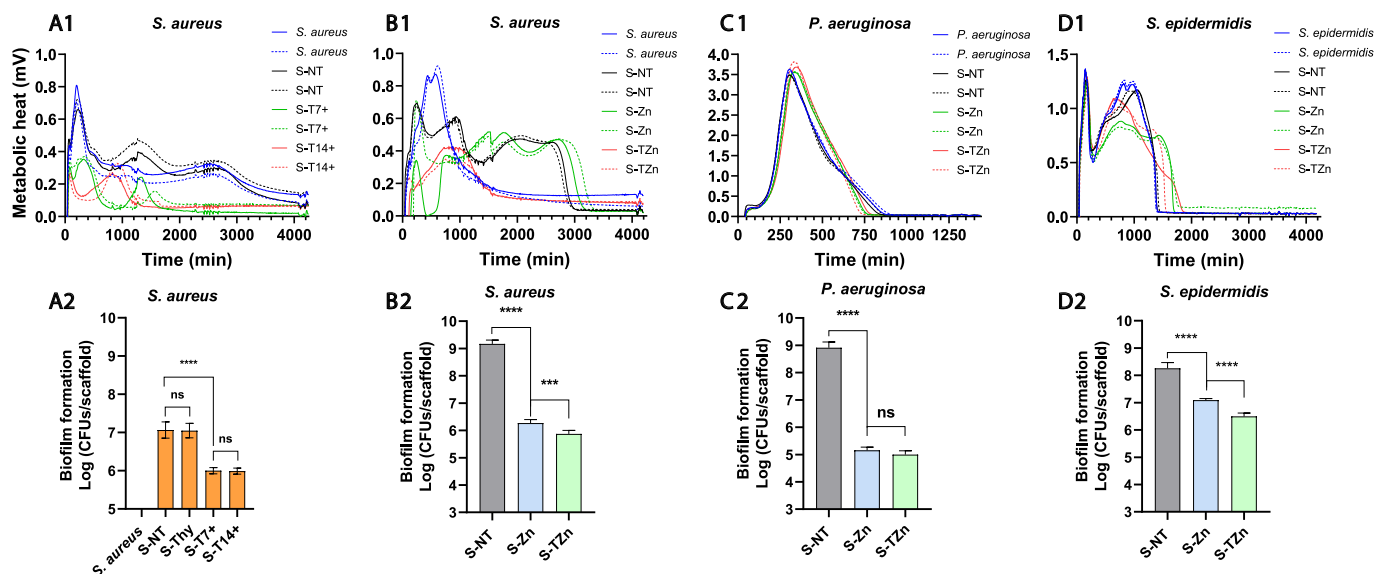 A1
S. aureus
Metabolic heat (mV)
1.0
0.8
0.6
0.4
0.2
0.0
0
1000
2000
3000
4000
Time (min)
S. aureus
S. aureus
S-NT
S-NT
S-T7+
S-T7+
S-T14+
S-T14+
B1
S. aureus
1.0
0.8
0.6
0.4
0.2
0.0
0
1000
2000
3000
4000
Time (min)
S. aureus
S. aureus
S-NT
S-NT
S-Zn
S-Zn
S-TZn
S-TZn
C1
P. aeruginosa
4.0
3.5
3.0
2.5
2.0
1.5
1.0
0.5
0.0
0
250
500
750
1000
1250
Time (min)
P. aeruginosa
P. aeruginosa
S-NT
S-NT
S-Zn
S-Zn
S-TZn
S-TZn
D1
S. epidermidis
1.5
1.0
0.5
0.0
0
1000
2000
3000
4000
Time (min)
S. epidermidis
S. epidermidis
S-NT
S-NT
S-Zn
S-Zn
S-TZn
S-TZn
A2
S. aureus
Biofilm formation
Log (CFUs/scaffold)
10
9
8
7
6
5
****
ns
ns
S. aureus
S-NT
S-Thy
S-T7+
S-T14+
B2
S. aureus
Biofilm formation
Log (CFUs/scaffold)
10
9
8
7
6
5
4
3
****
***
S-NT
S-Zn
S-TZn
C2
P. aeruginosa
Biofilm formation
Log (CFUs/scaffold)
10
9
8
7
6
5
4
3
****
ns
S-NT
S-Zn
S-TZn
D2
S. epidermidis
Biofilm formation
Log (CFUs/scaffold)
10
9
8
7
6
5
4
3
****
****
S-NT
S-Zn
S-TZn